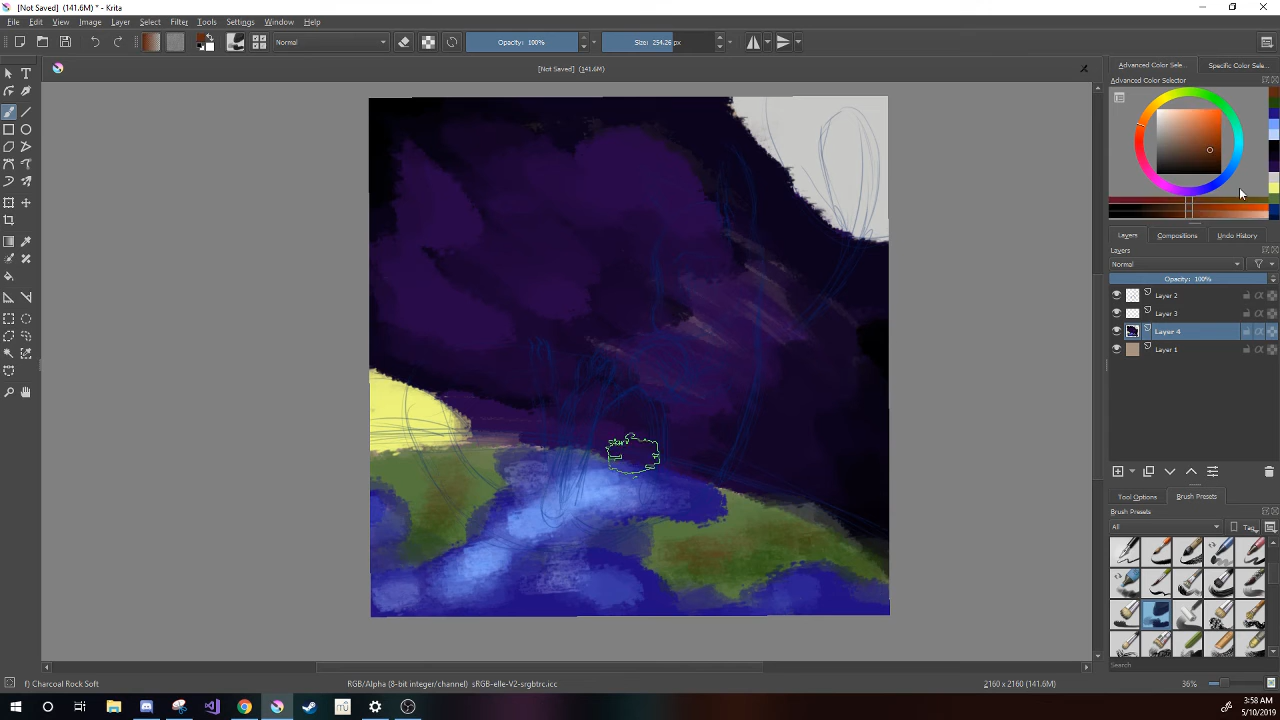 [Not Saved] (141.6M) * - Krita
File Edit View Image Layer Select Filter Tools Settings Window Help
Normal Opacity: 100% Size: 254.26 px
[Not Saved] (141.6M)
Advanced Color Sele... Specific Color Sele...
Advanced Color Selector
Layers Compositions Undo History
Layers
Normal
Opacity: 100%
Layer 2
Layer 3
Layer 4
Layer 1
Tool Options Brush Presets
Brush Presets
All Tag
Search
f) Charcoal Rock Soft RGB/Alpha (8-bit integer/channel) sRGB-elle-V2-srgbtrc.icc 2160 x 2160 (141.6M) 36%
3:58 AM
5/10/2019